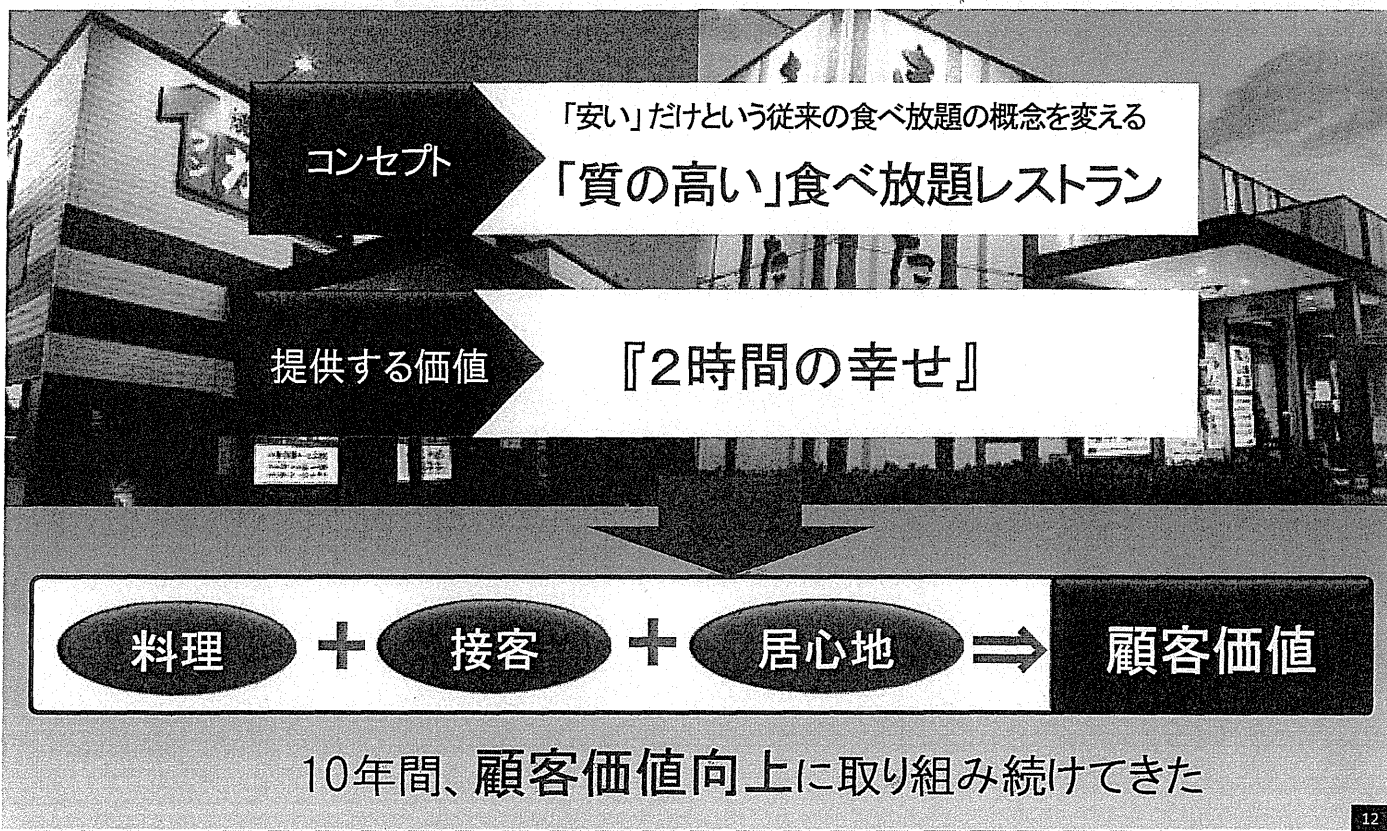 コンセプト
「安い」だけという従来の食べ放題の概念を変える
「質の高い」食べ放題レストラン
提供する価値
『2時間の幸せ』
料理 + 接客 + 居心地 ⇒ 顧客価値
10年間、顧客価値向上に取り組み続けてきた
12